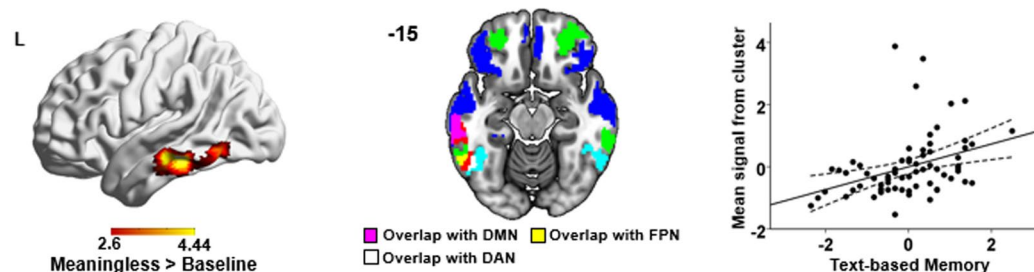 L
2.6 4.44
Meaningless > Baseline
-15
Overlap with DMN Overlap with FPN
Overlap with DAN
Mean signal from cluster
4
2
0
-2
-2 0 2
Text-based Memory